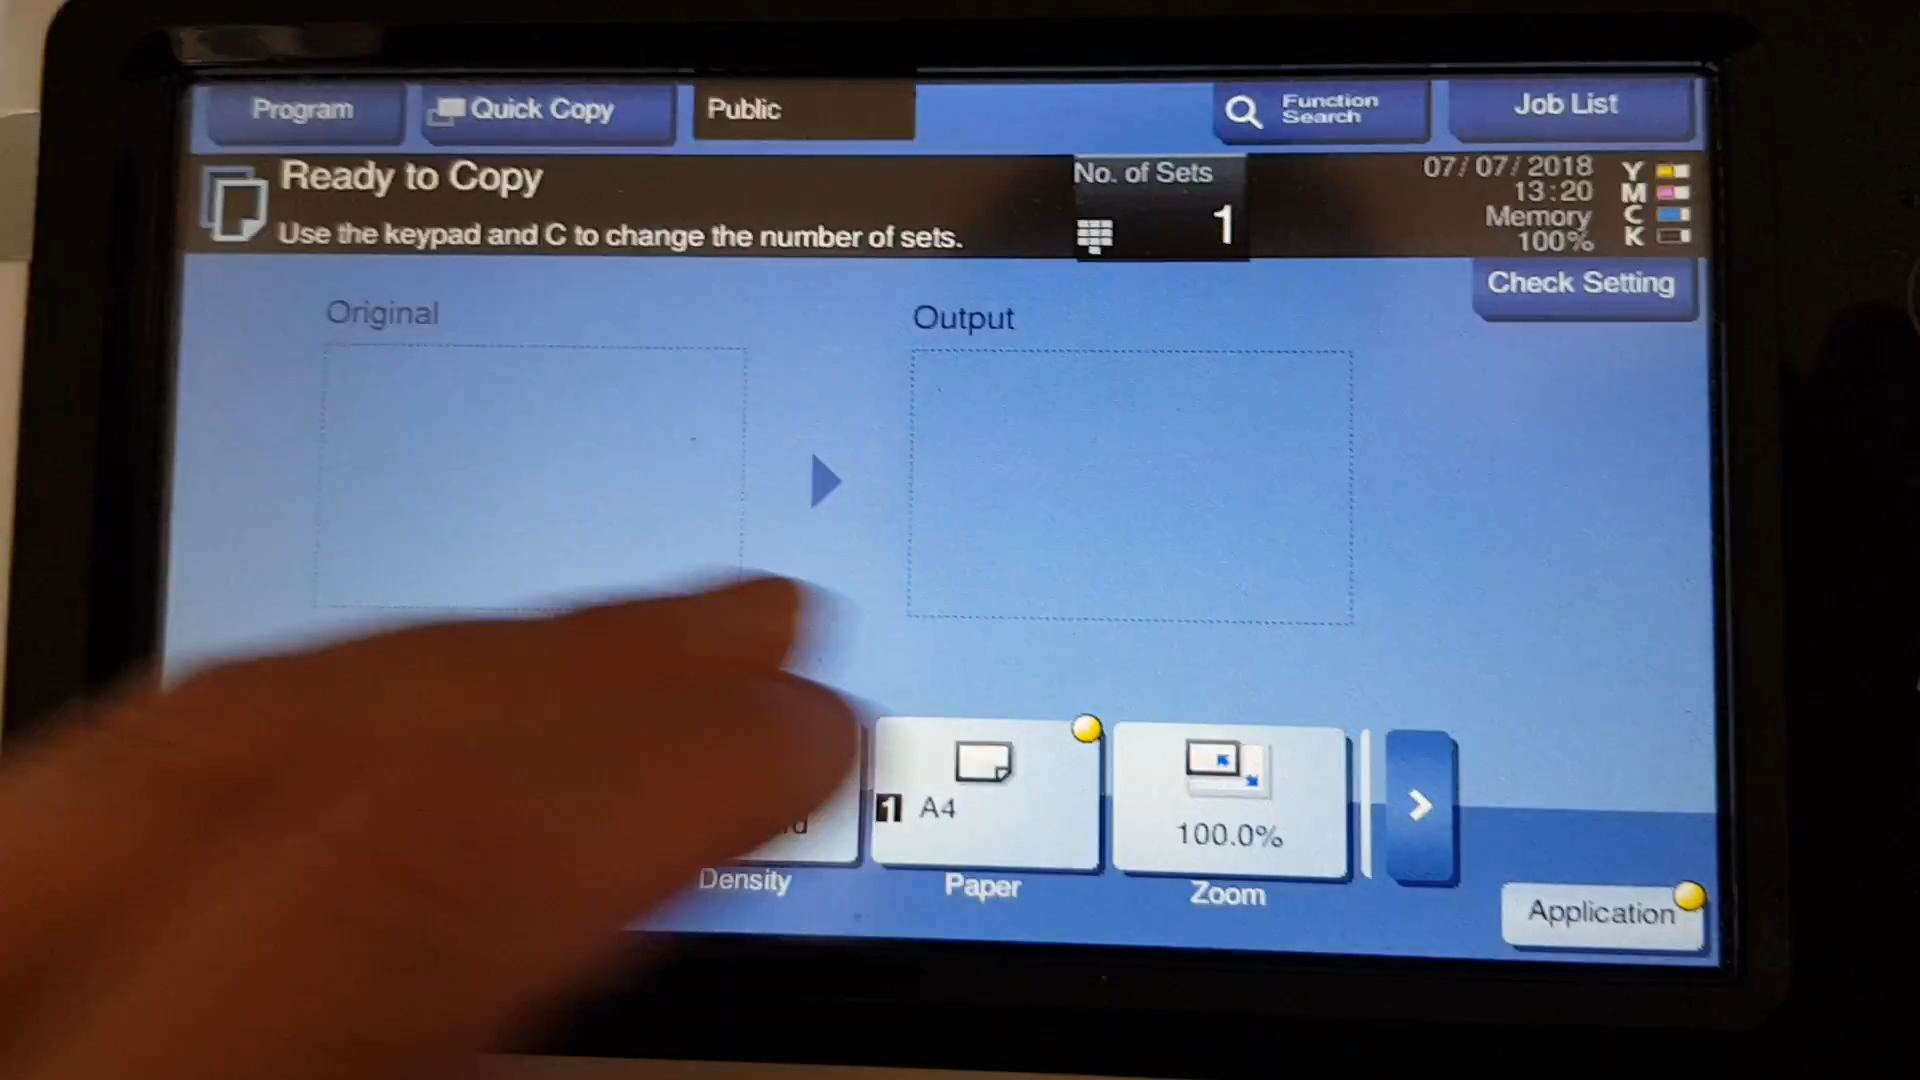 Program
Quick Copy
Public
Function
Search
Job List
Ready to Copy
Use the keypad and C to change the number of sets.
No. of Sets
1
07/07/2018
13:20
Memory
100%
Y
M
C
K
Check Setting
Original
Output
1 A4
100.0%
Density
Paper
Zoom
Application